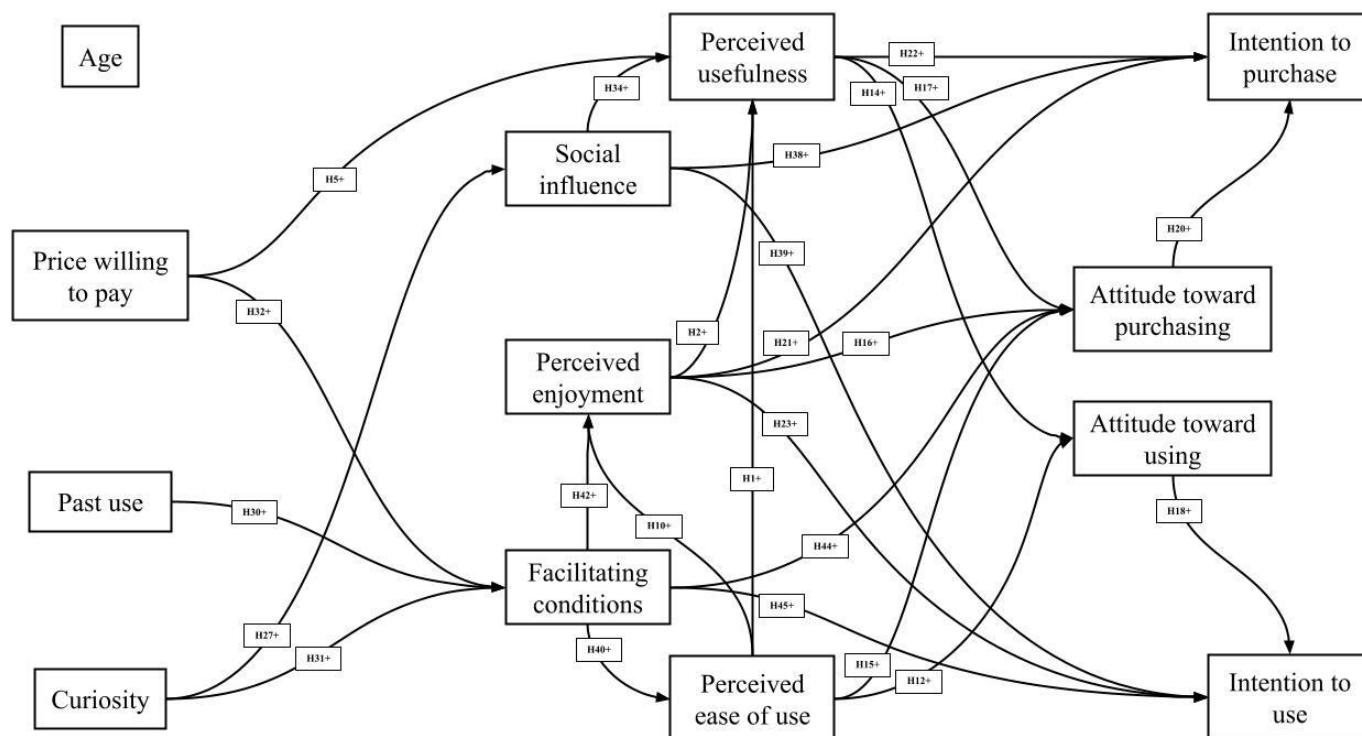 Age
Perceived
usefulness
Intention to
purchase
H22+
H34+
H14+
H17+
Social
influence
H38+
H5+
H20+
Price willing
to pay
H39+
Attitude toward
purchasing
H32+
H2+
H21+
H16+
Perceived
enjoyment
H23+
Attitude toward
using
H1+
Past use
H30+
H42+
H10+
H18+
H44+
Facilitating
conditions
H45+
H27+
H31+
H40+
H15+
H12+
Curiosity
Perceived
ease of use
Intention to
use